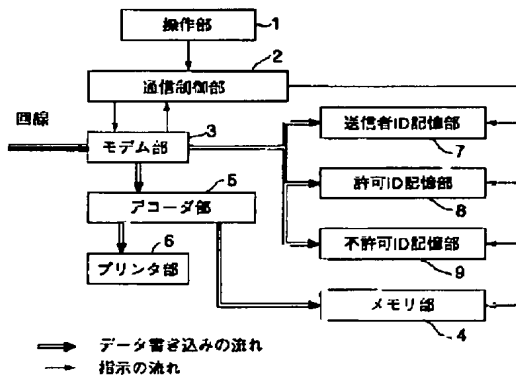 操作部
1
通信制御部
2
回線
モデム部
3
アコーダ部
5
プリンタ部
6
送信者ID記憶部
7
許可ID記憶部
8
不許可ID記憶部
9
メモリ部
4
データ書き込みの流れ
指示の流れ